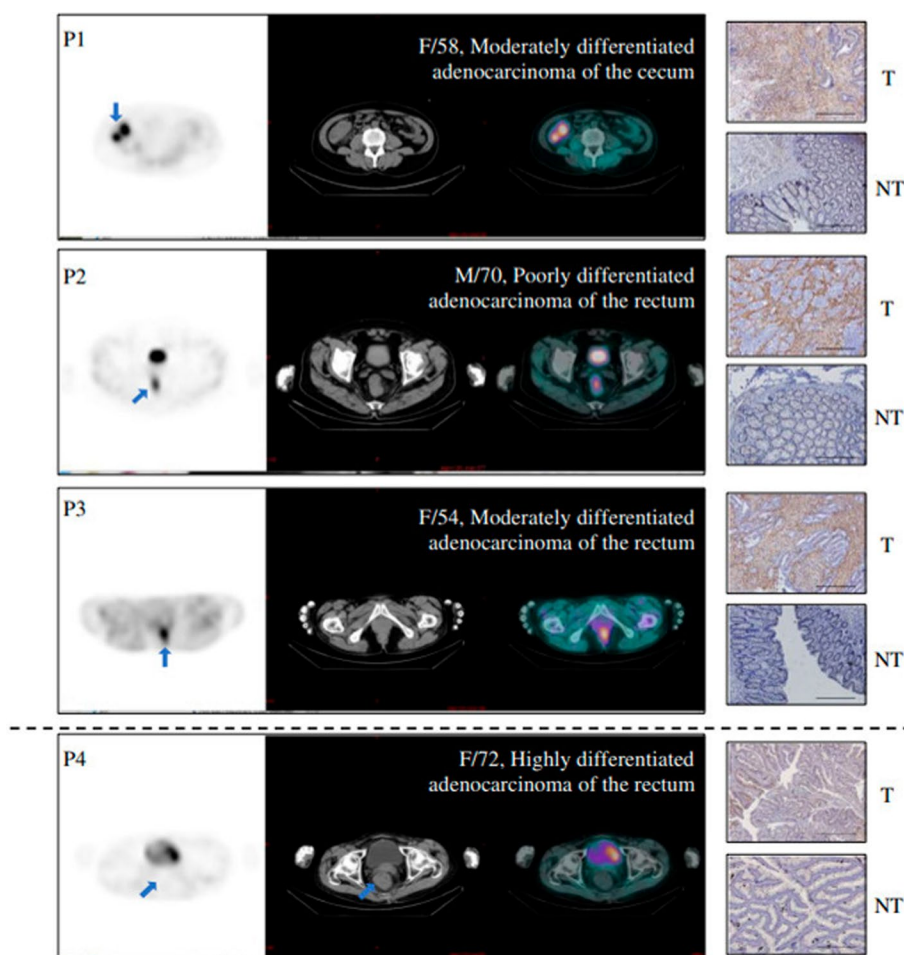 P1
F/58, Moderately differentiated
adenocarcinoma of the cecum
T
NT
P2
M/70, Poorly differentiated
adenocarcinoma of the rectum
T
NT
P3
F/54, Moderately differentiated
adenocarcinoma of the rectum
T
NT
P4
F/72, Highly differentiated
adenocarcinoma of the rectum
T
NT